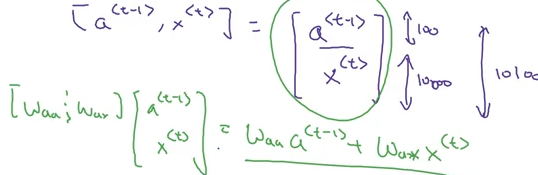 [a^{<t-1>}, x^{<t>}] = [a^{<t-1>} / x^{<t>}] ↕100 ↕10,000 ↕10100
[Waa ; Wax] [a^{<t-1>} / x^{<t>}] = Waa a^{<t-1>} + Wax x^{<t>}